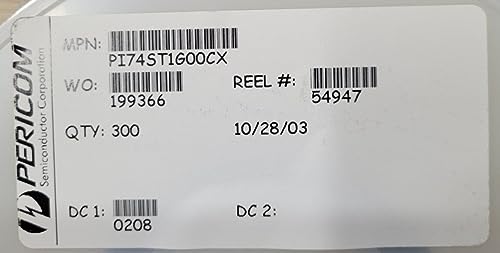 PERICOM
Semiconductor Corporation
MPN:
PI74ST1G00CX
WO:
199366
REEL #:
54947
QTY: 300
10/28/03
DC 1:
0208
DC 2: